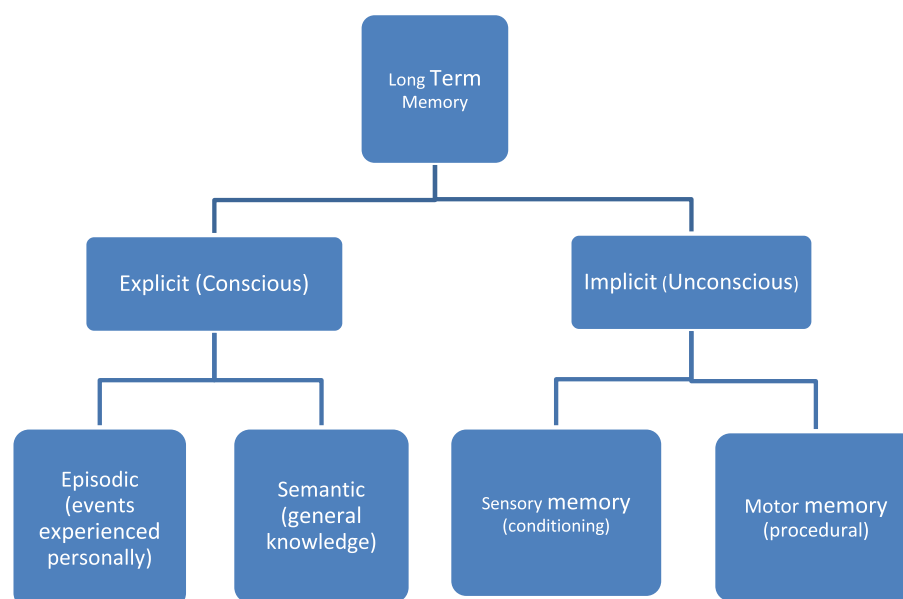 Long Term
Memory
Explicit (Conscious)
Implicit (Unconscious)
Episodic
(events
experienced
personally)
Semantic
(general
knowledge)
Sensory memory
(conditioning)
Motor memory
(procedural)